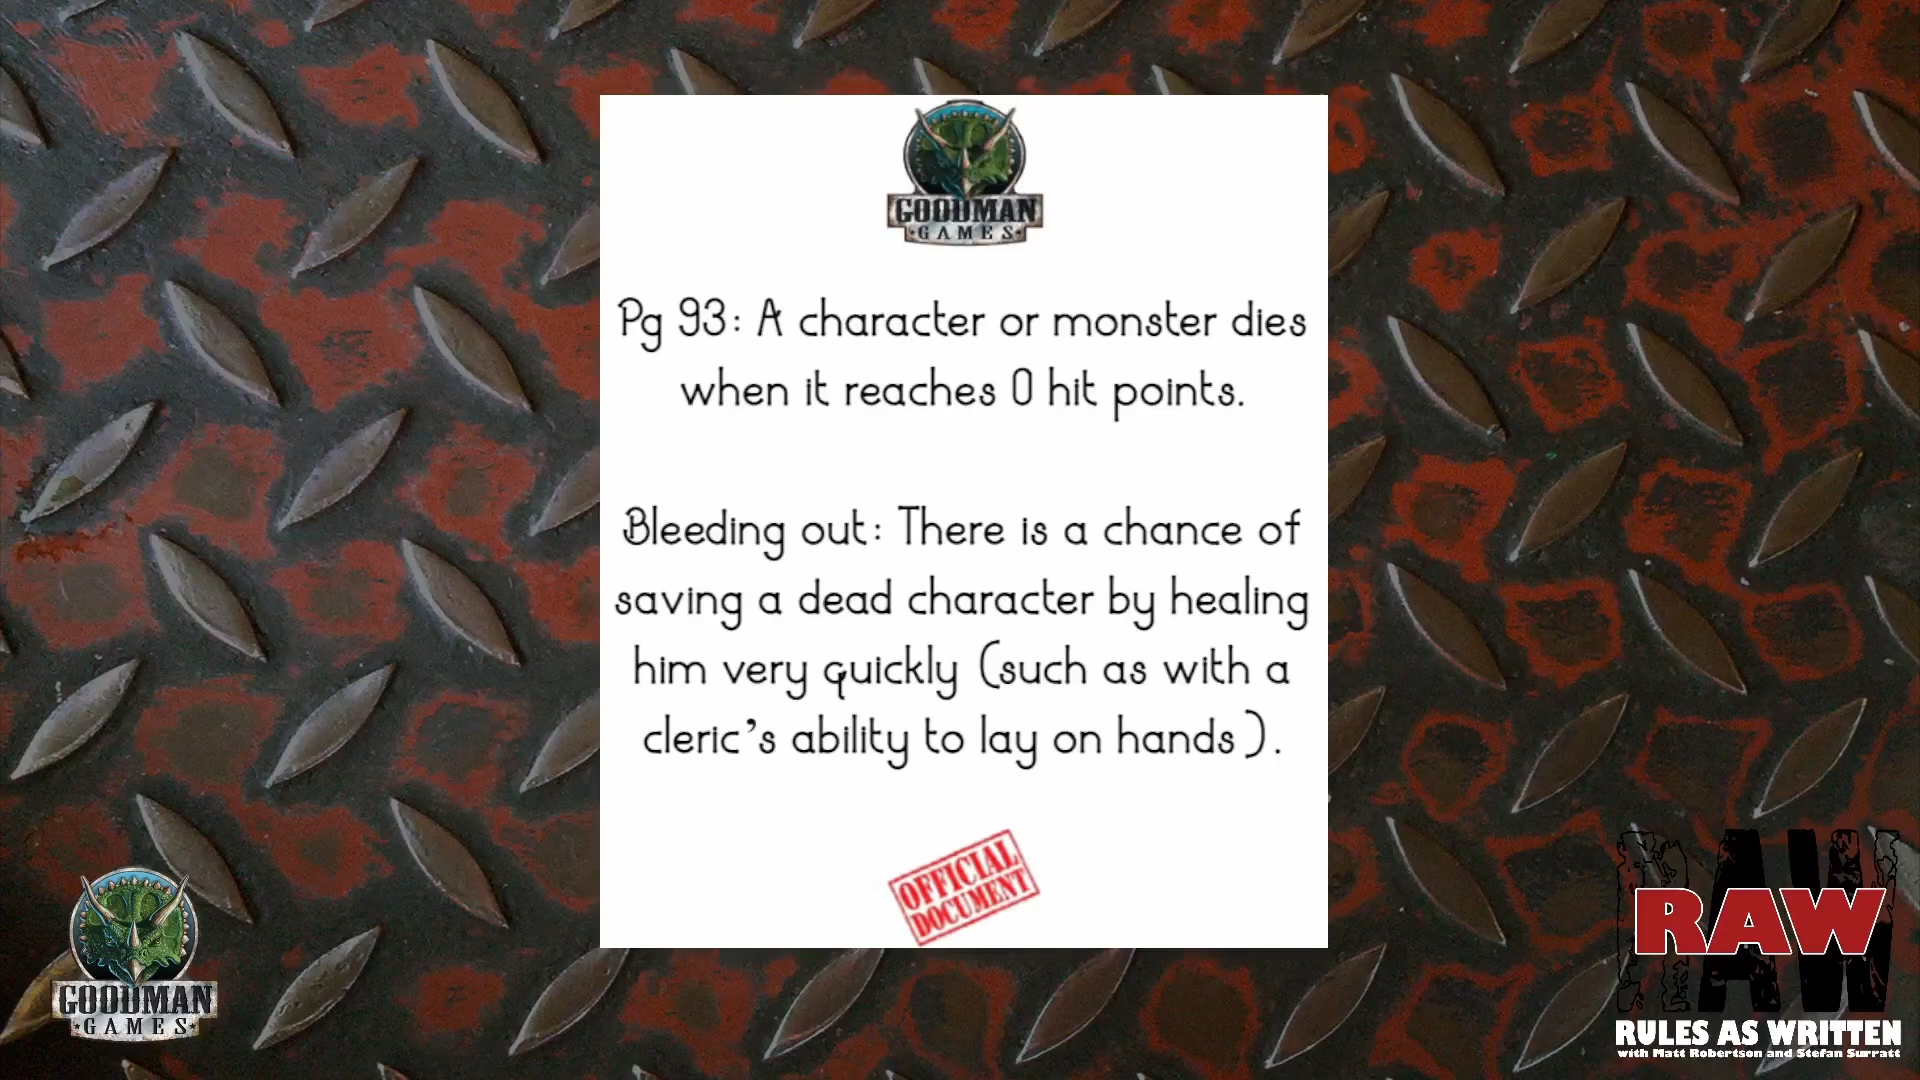 GOODMAN
GAMES
Pg 93: A character or monster dies
when it reaches 0 hit points.
Bleeding out: There is a chance of
saving a dead character by healing
him very quickly (such as with a
cleric's ability to lay on hands).
OFFICIAL
DOCUMENT
GOODMAN
GAMES
RAW
RAW
RULES AS WRITTEN
with Matt Robertson and Stefan Surratt